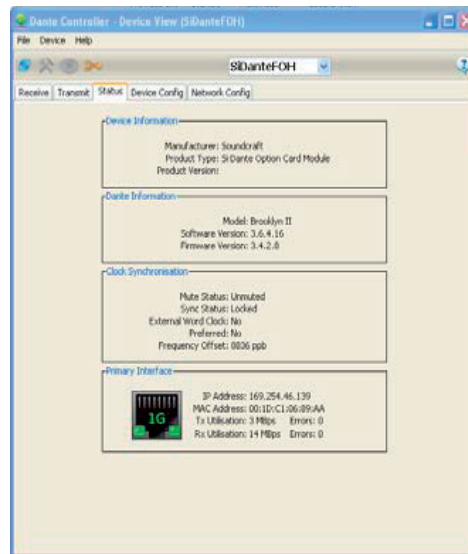 Dante Controller - Device View (SiDanteFOH)
File Device Help
SiDanteFOH
?
Receive Transmit Status Device Config Network Config
Device Information
Manufacturer: Soundcraft
Product Type: Si Dante Option Card Module
Product Version:
Dante Information
Model: Brooklyn II
Software Version: 3.6.4.16
Firmware Version: 3.4.2.8
Clock Synchronisation
Mute Status: Unmuted
Sync Status: Locked
External Word Clock: No
Preferred: No
Frequency Offset: 0836 ppb
Primary Interface
1G
IP Address: 169.254.46.139
MAC Address: 00:1D:C1:06:89:AA
Tx Utilisation: 3 MBps Errors: 0
Rx Utilisation: 14 MBps Errors: 0